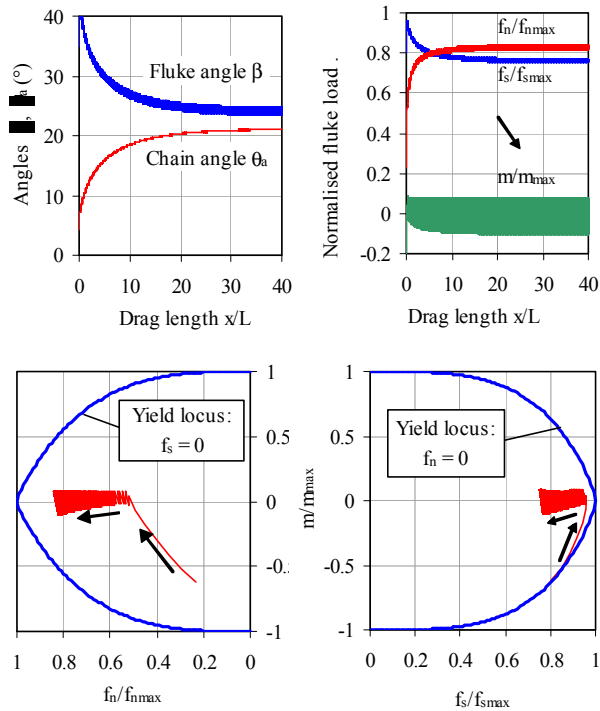 40
30
20
10
0
Angles , a (°)
Fluke angle β
Chain angle θa
0 10 20 30 40
Drag length x/L
1
0.8
0.6
0.4
0.2
0
-0.2
Normalised fluke load .
fn/fnmax
fs/fsmax
m/mmax
0 10 20 30 40
Drag length x/L
Yield locus:
fs = 0
1
0.5
0
-0.5
-1
m/mmax
1 0.8 0.6 0.4 0.2 0
fn/fnmax
1
0.5
0
-0.5
-1
Yield locus:
fn = 0
0 0.2 0.4 0.6 0.8 1
fs/fsmax